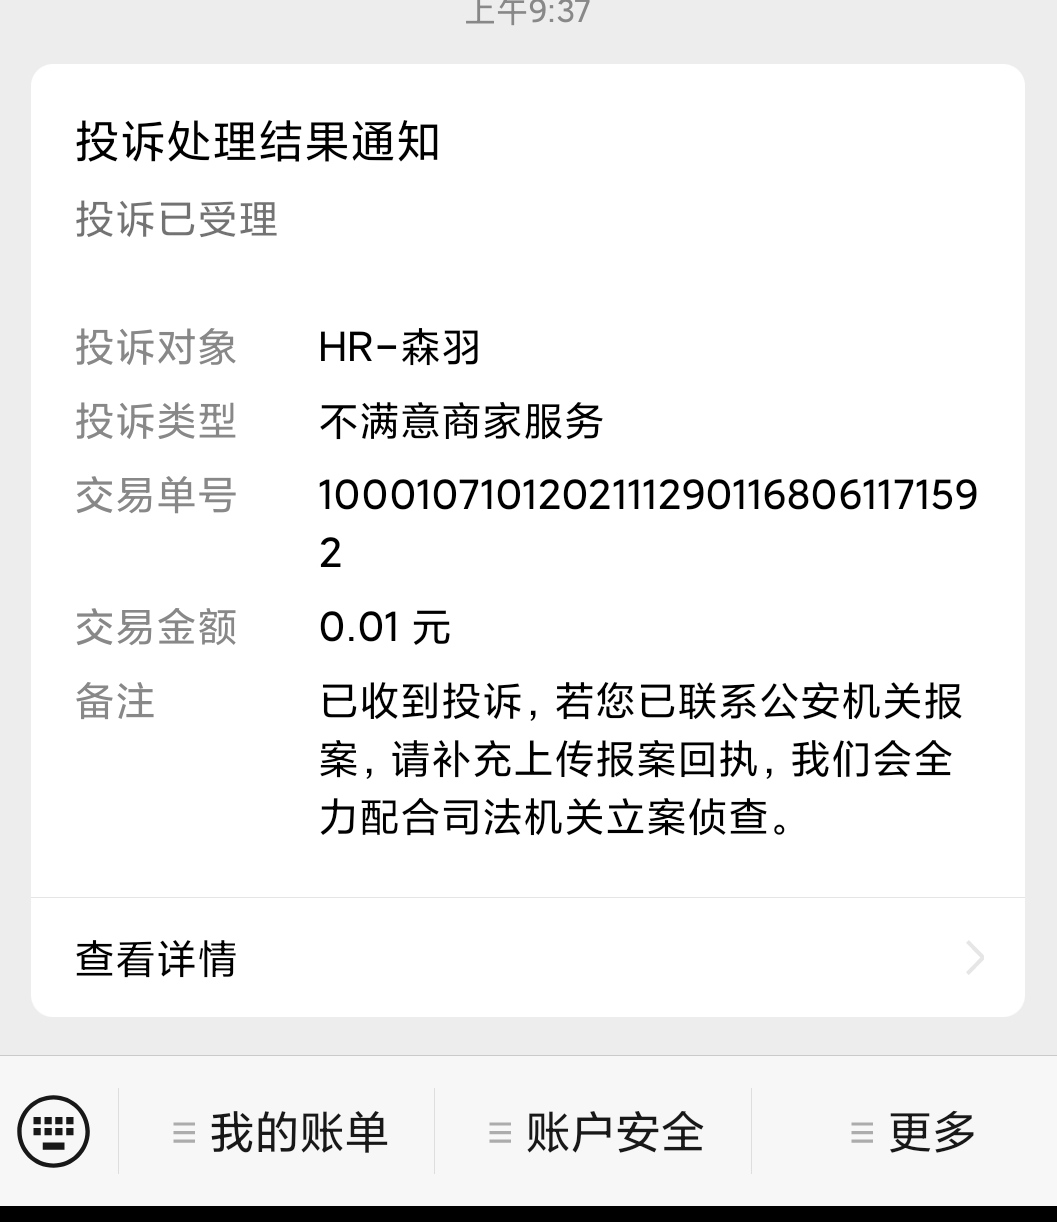 上午9:37
投诉处理结果通知
投诉已受理
投诉对象 HR-森羽
投诉类型 不满意商家服务
交易单号 1000107101202111290116806117159
2
交易金额 0.01 元
备注 已收到投诉，若您已联系公安机关报
案，请补充上传报案回执，我们会全
力配合司法机关立案侦查。
查看详情
我的账单 账户安全 更多